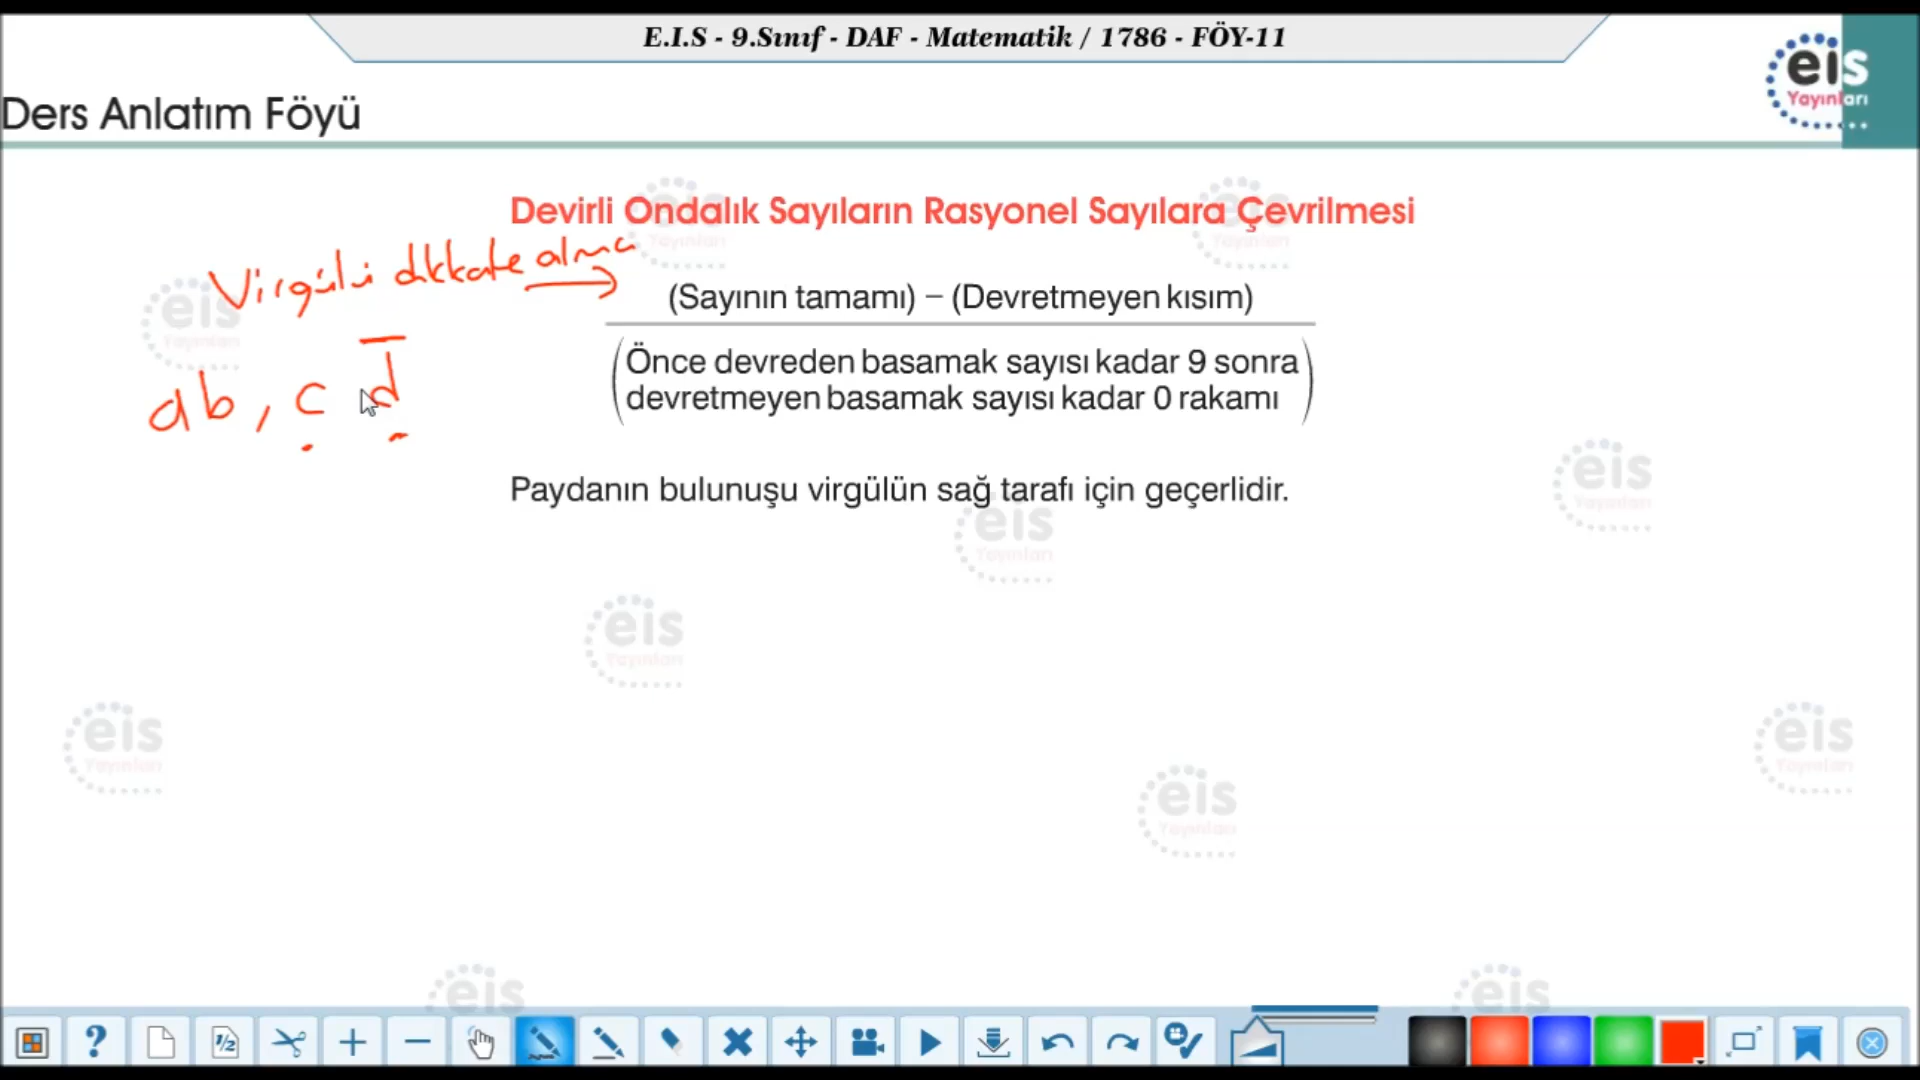 E.I.S - 9.Sınıf - DAF - Matematik / 1786 - FÖY-11
eis
Yayınları
Ders Anlatım Föyü
Devirli Ondalık Sayıların Rasyonel Sayılara Çevrilmesi
Virgülü dikkate alma
(Sayının tamamı) – (Devretmeyen kısım)
ab, c d̅
Önce devreden basamak sayısı kadar 9 sonra
devretmeyen basamak sayısı kadar 0 rakamı
Paydanın bulunuşu virgülün sağ tarafı için geçerlidir.